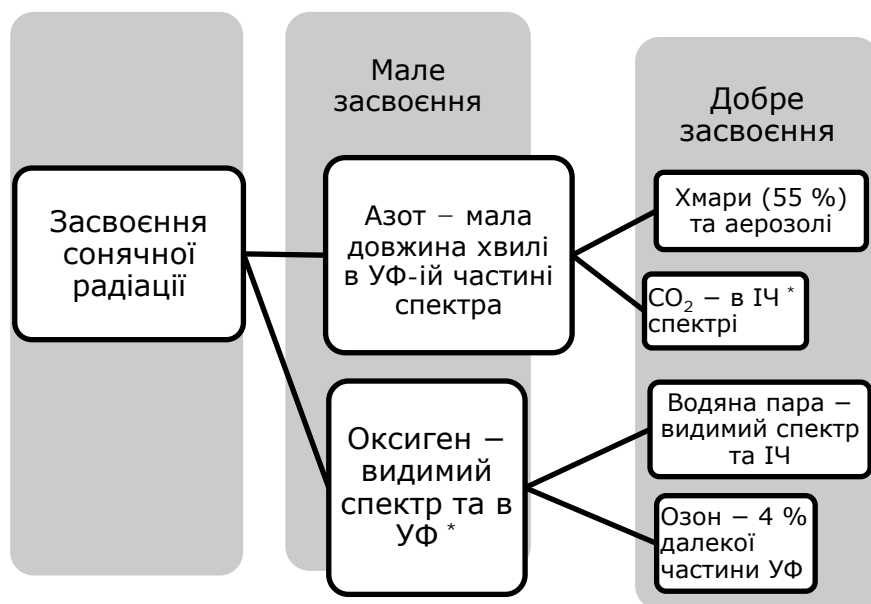 Мале
засвоєння
Добре
засвоєння
Засвоєння
сонячної
радіації
Азот – мала
довжина хвилі
в УФ-ій частині
спектра
Оксиген –
видимий
спектр та в
УФ *
Хмари (55 %)
та аерозолі
CO₂ – в ІЧ *
спектрі
Водяна пара –
видимий спектр
та ІЧ
Озон – 4 %
далекої
частини УФ